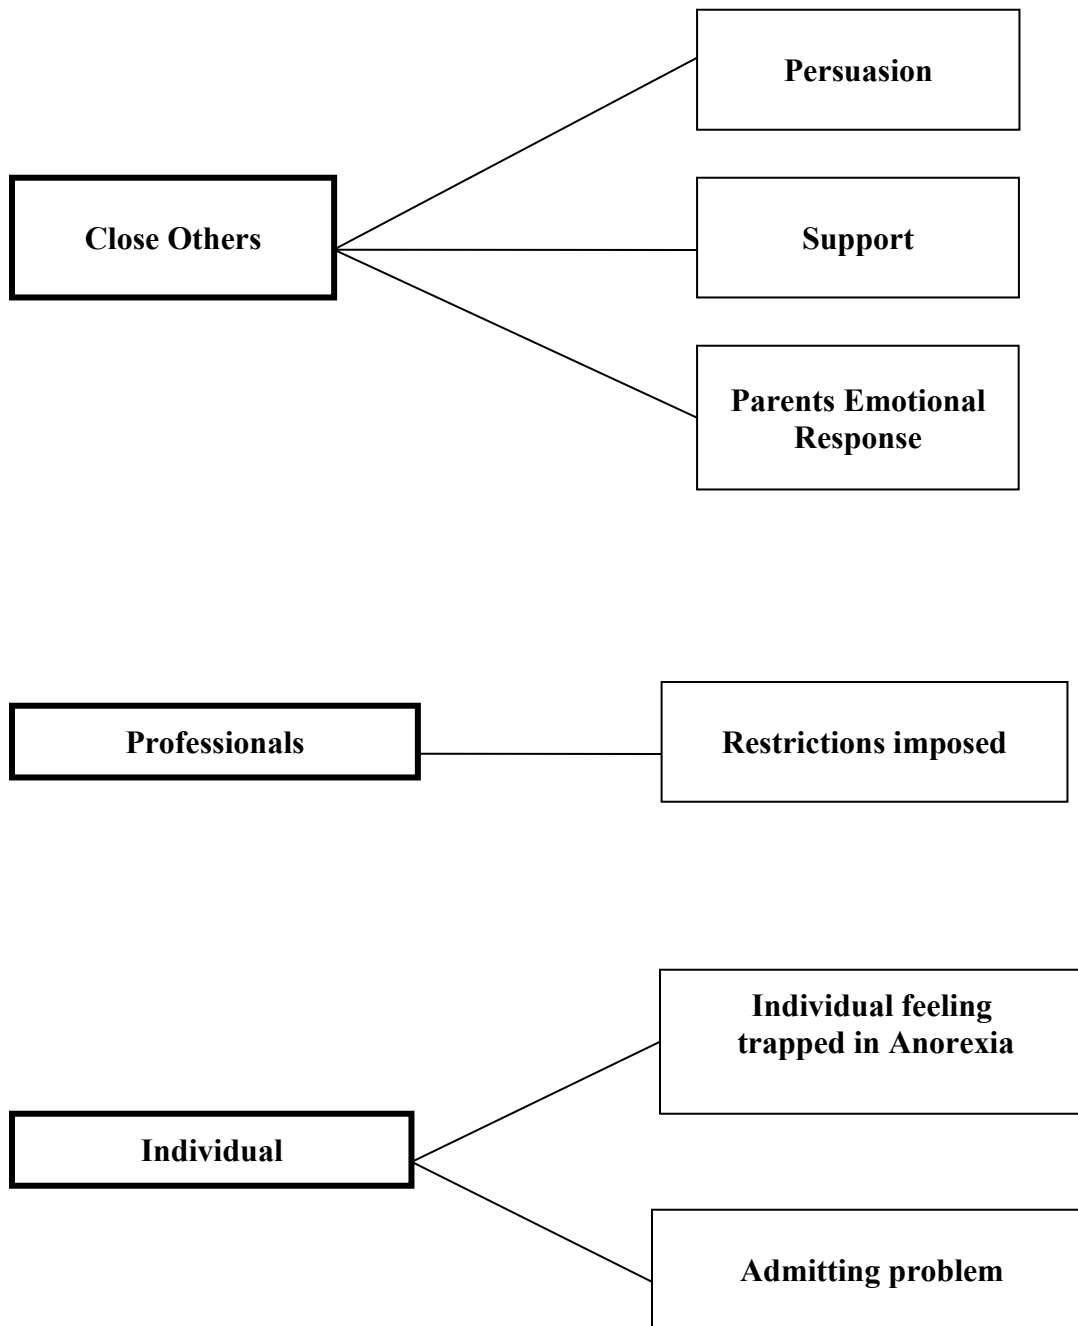 Persuasion
Close Others
Support
Parents Emotional
Response
Professionals
Restrictions imposed
Individual feeling
trapped in Anorexia
Individual
Admitting problem